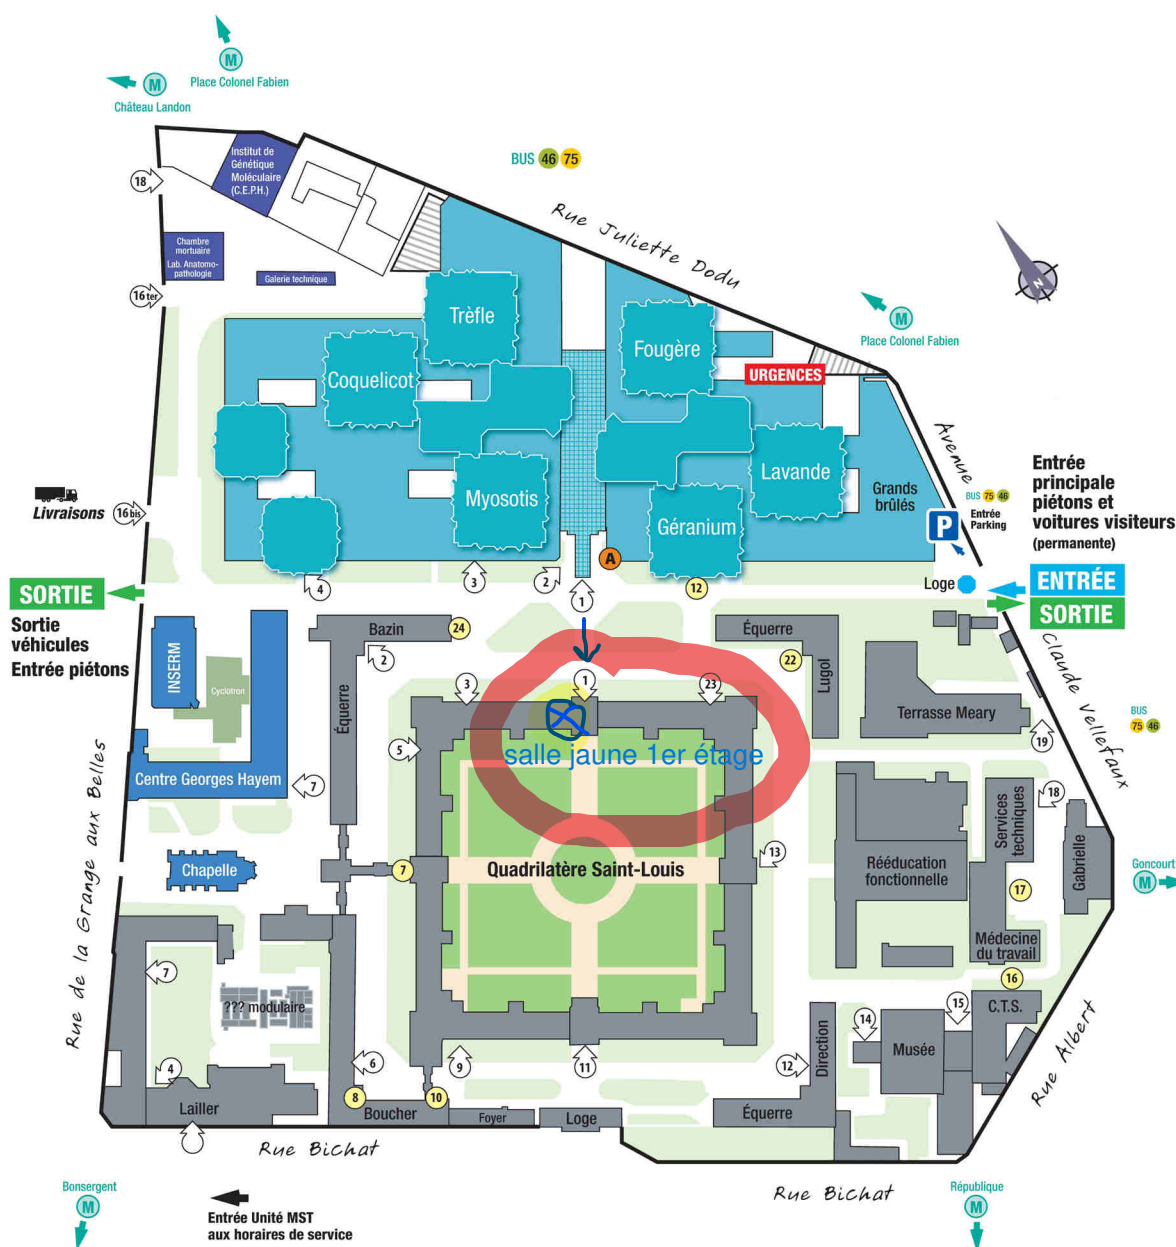 M
Place Colonel Fabien
M
Château Landon
BUS 46 75
Rue Juliette Dodu
Institut de
Génétique
Moléculaire
(C.E.P.H.)
18
Chambre
mortuaire
Lab. Anatomo-
pathologie
Galerie technique
16 ter
N
M
Place Colonel Fabien
Trèfle
Fougère
Coquelicot
URGENCES
Avenue
Lavande
Myosotis
Géranium
Grands
brûlés
Entrée
principale
piétons et
voitures visiteurs
(permanente)
BUS 75 46
Entrée
Parking
P
Livraisons
16 bis
A
4
3
2
1
12
Loge
ENTRÉE
SORTIE
SORTIE
Sortie
véhicules
Entrée piétons
Claude Vellefaux
INSERM
Cyclotron
Bazin
24
2
Équerre
Équerre
22
Lugol
3
1
23
5
salle jaune 1er étage
Terrasse Meary
19
BUS
75 46
Centre Georges Hayem
7
Rue de la Grange aux Belles
Chapelle
7
Quadrilatère Saint-Louis
13
Rééducation
fonctionnelle
Services
techniques
18
17
Gabrielle
Goncourt
M
Médecine
du travail
16
7
??? modulaire
C.T.S.
15
14
Musée
Direction
12
Rue Albert
4
6
9
11
Lailler
8
Boucher
10
Foyer
Loge
Équerre
Rue Bichat
Rue Bichat
Bonsergent
M
République
M
Entrée Unité MST
aux horaires de service